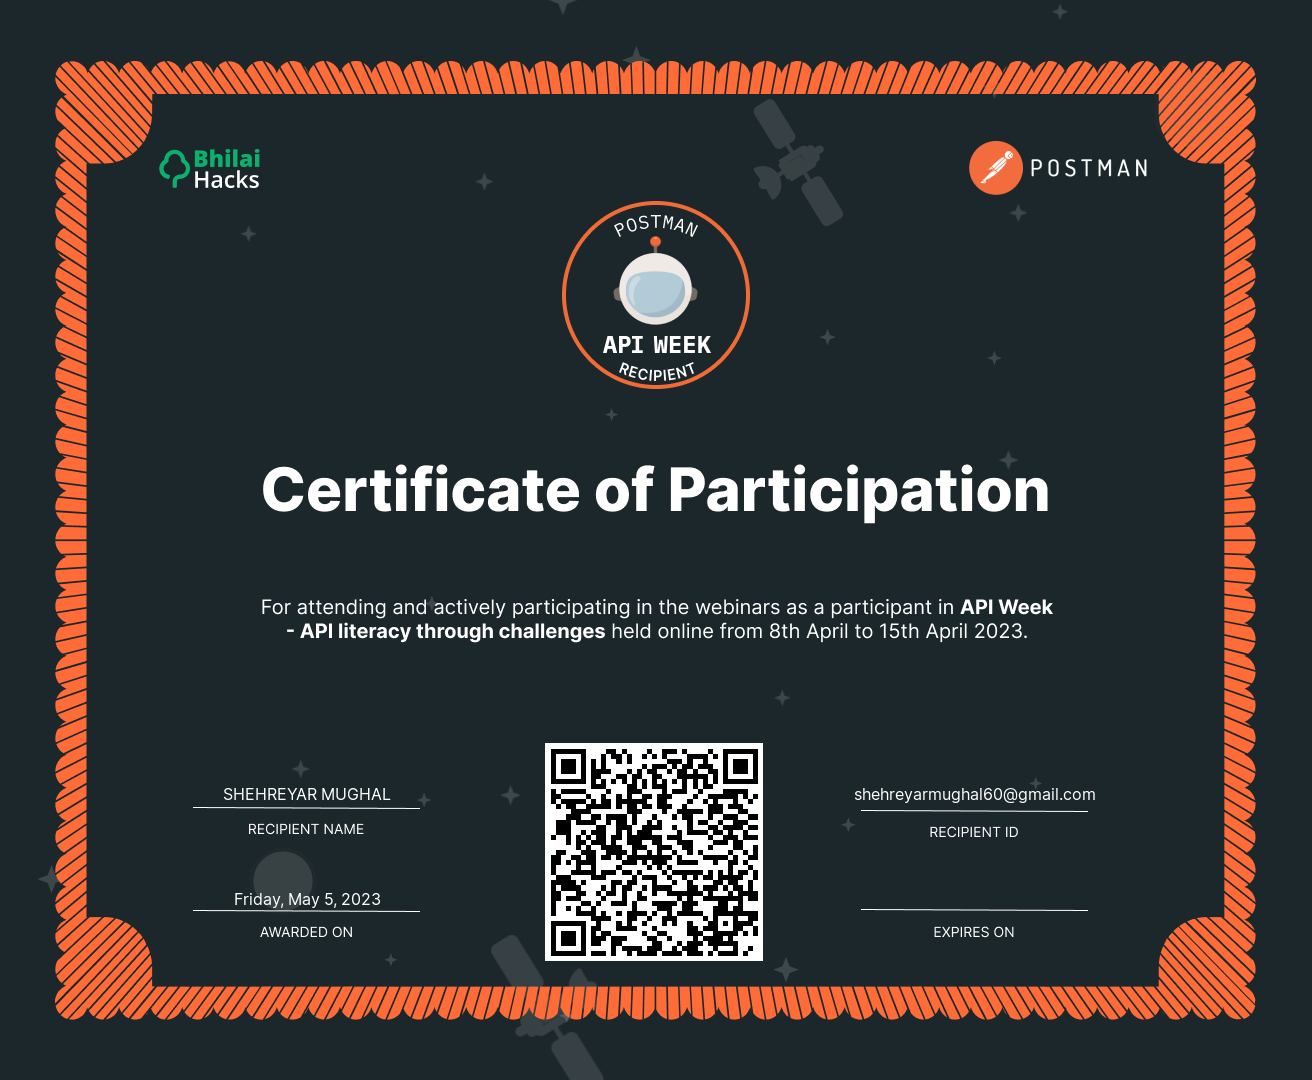 Bhilai
Hacks
POSTMAN
POSTMAN
API WEEK
RECIPIENT
Certificate of Participation
For attending and actively participating in the webinars as a participant in API Week
- API literacy through challenges held online from 8th April to 15th April 2023.
SHEHREYAR MUGHAL
RECIPIENT NAME
shehreyarmughal60@gmail.com
RECIPIENT ID
Friday, May 5, 2023
AWARDED ON
EXPIRES ON